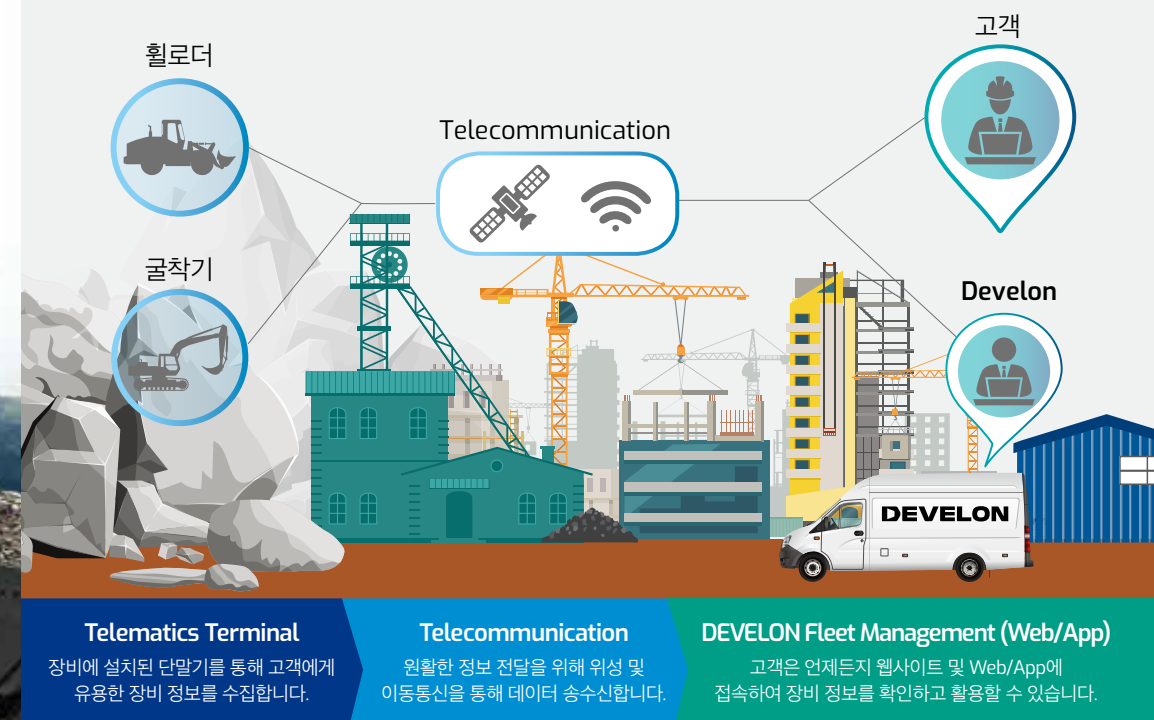 휠로더
고객
Telecommunication
굴착기
Develon
DEVELON
Telematics Terminal
장비에 설치된 단말기를 통해 고객에게
유용한 장비 정보를 수집합니다.
Telecommunication
원활한 정보 전달을 위해 위성 및
이동통신을 통해 데이터 송수신합니다.
DEVELON Fleet Management (Web/App)
고객은 언제든지 웹사이트 및 Web/App에
접속하여 장비 정보를 확인하고 활용할 수 있습니다.